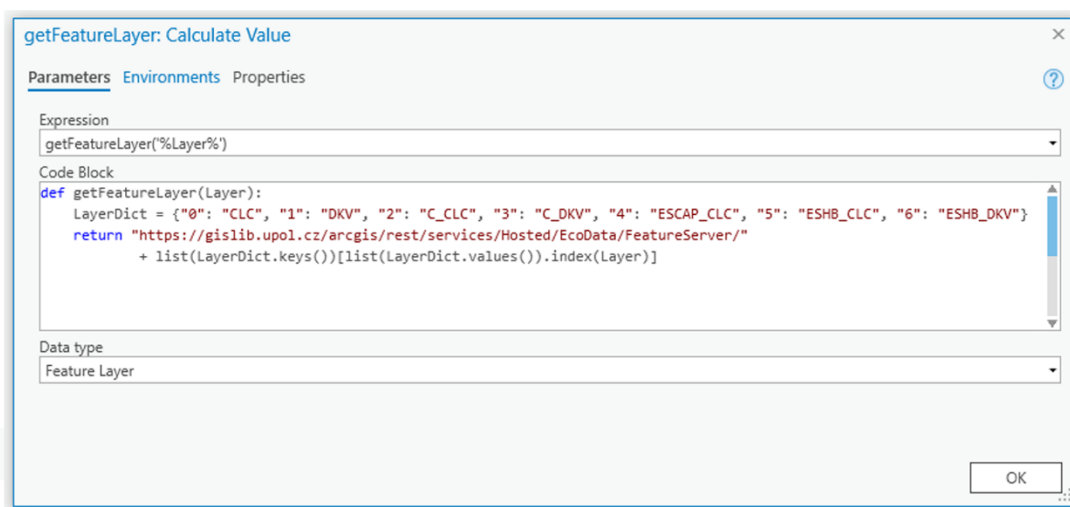 getFeatureLayer: Calculate Value
Parameters Environments Properties
Expression
getFeatureLayer('%Layer%')
Code Block
def getFeatureLayer(Layer):
    LayerDict = {"0": "CLC", "1": "DKV", "2": "C_CLC", "3": "C_DKV", "4": "ESCAP_CLC", "5": "ESHB_CLC", "6": "ESHB_DKV"}
    return "https://gislib.upol.cz/arcgis/rest/services/Hosted/EcoData/FeatureServer/"
            + list(LayerDict.keys())[list(LayerDict.values()).index(Layer)]
Data type
Feature Layer
OK